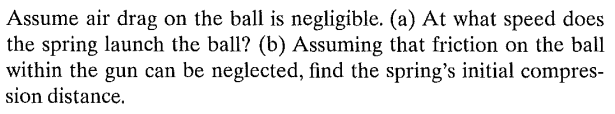 Assume air drag on the ball is negligible. (a) At what speed does
the spring launch the ball? (b) Assuming that friction on the ball
within the gun can be neglected, find the spring's initial compres-
sion distance.